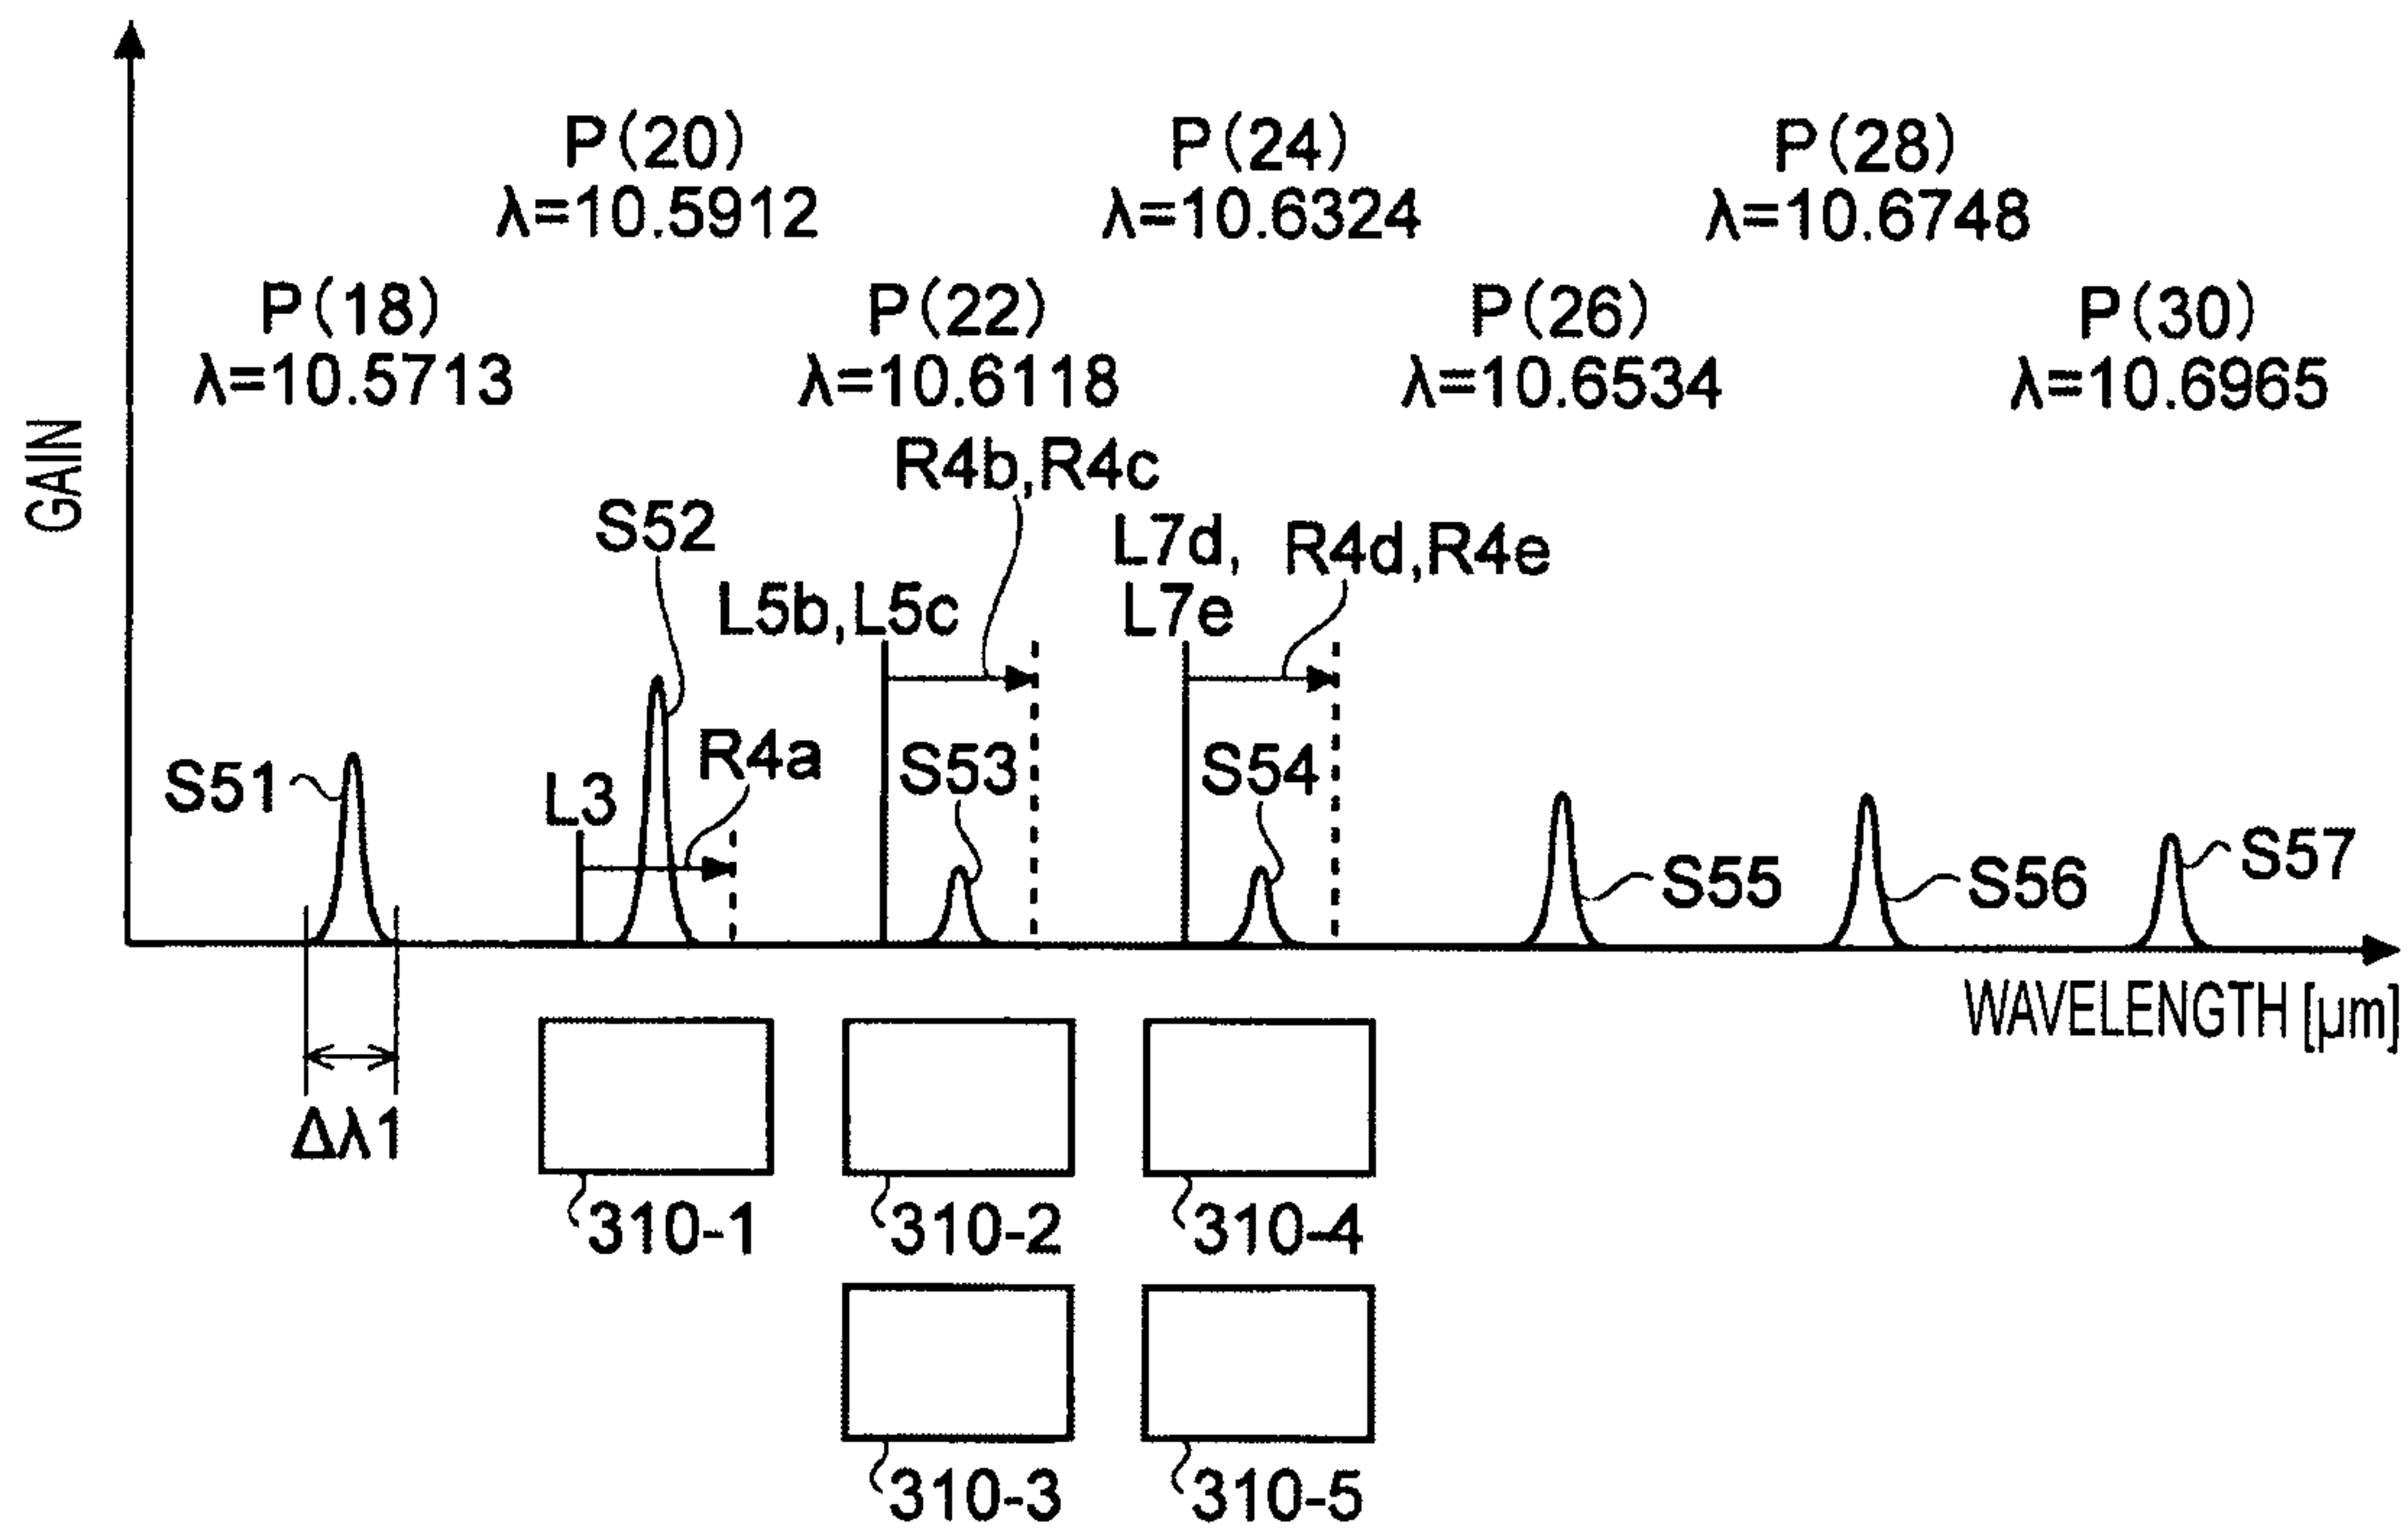 P(20)
λ=10.5912
P(24)
λ=10.6324
P(28)
λ=10.6748
P(18)
λ=10.5713
P(22)
λ=10.6118
P(26)
λ=10.6534
P(30)
λ=10.6965
GAIN
R4b,R4c
S52
L7d,
L7e
R4d,R4e
L5b,L5c
S51
L3
R4a
S53
S54
S55
S56
S57
WAVELENGTH [μm]
Δλ1
310-1
310-2
310-4
310-3
310-5